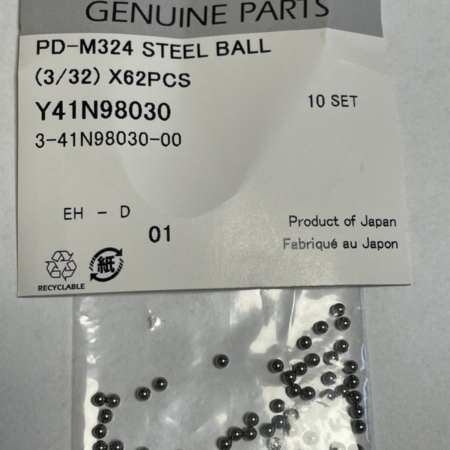 GENUINE PARTS
PD-M324 STEEL BALL
(3/32) X62PCS
Y41N98030
10 SET
3-41N98030-00
EH - D
01
Product of Japan
Fabriqué au Japon
紙
RECYCLABLE